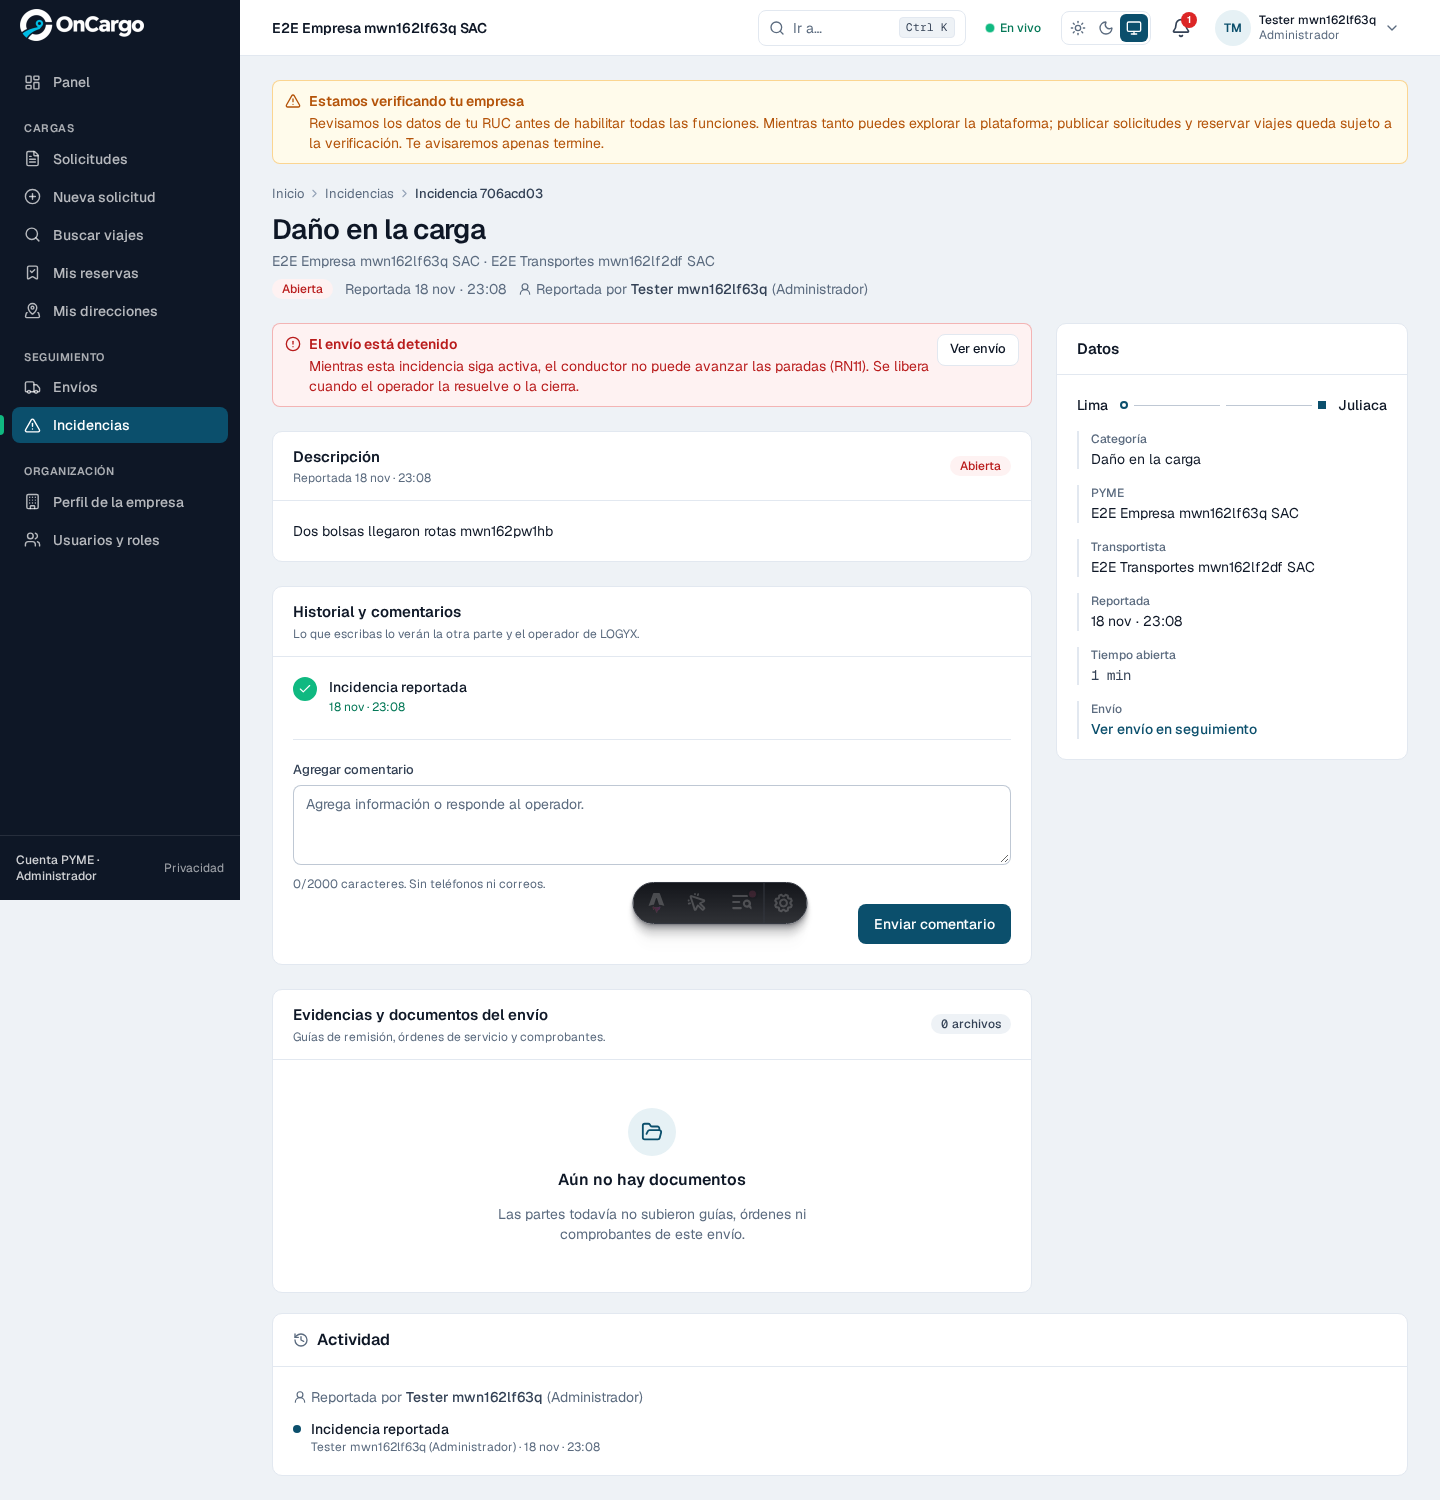 OnCargo
Panel
CARGAS
Solicitudes
Nueva solicitud
Buscar viajes
Mis reservas
Mis direcciones
SEGUIMIENTO
Envíos
Incidencias
ORGANIZACIÓN
Perfil de la empresa
Usuarios y roles
Cuenta PYME ·
Administrador
Privacidad
E2E Empresa mwn162lf63q SAC
Ir a...
Ctrl K
En vivo
1
TM
Tester mwn162lf63q
Administrador
Estamos verificando tu empresa
Revisamos los datos de tu RUC antes de habilitar todas las funciones. Mientras tanto puedes explorar la plataforma; publicar solicitudes y reservar viajes queda sujeto a
la verificación. Te avisaremos apenas termine.
Inicio > Incidencias > Incidencia 706acd03
Daño en la carga
E2E Empresa mwn162lf63q SAC · E2E Transportes mwn162lf2df SAC
Abierta Reportada 18 nov · 23:08 Reportada por Tester mwn162lf63q (Administrador)
El envío está detenido
Mientras esta incidencia siga activa, el conductor no puede avanzar las paradas (RN11). Se libera
cuando el operador la resuelve o la cierra.
Ver envío
Descripción
Reportada 18 nov · 23:08
Abierta
Dos bolsas llegaron rotas mwn162pw1hb
Historial y comentarios
Lo que escribas lo verán la otra parte y el operador de LOGYX.
Incidencia reportada
18 nov · 23:08
Agregar comentario
Agrega información o responde al operador.
0/2000 caracteres. Sin teléfonos ni correos.
Enviar comentario
Evidencias y documentos del envío
Guías de remisión, órdenes de servicio y comprobantes.
0 archivos
Aún no hay documentos
Las partes todavía no subieron guías, órdenes ni
comprobantes de este envío.
Datos
Lima Juliaca
Categoría
Daño en la carga
PYME
E2E Empresa mwn162lf63q SAC
Transportista
E2E Transportes mwn162lf2df SAC
Reportada
18 nov · 23:08
Tiempo abierta
1 min
Envío
Ver envío en seguimiento
Actividad
Reportada por Tester mwn162lf63q (Administrador)
Incidencia reportada
Tester mwn162lf63q (Administrador) · 18 nov · 23:08